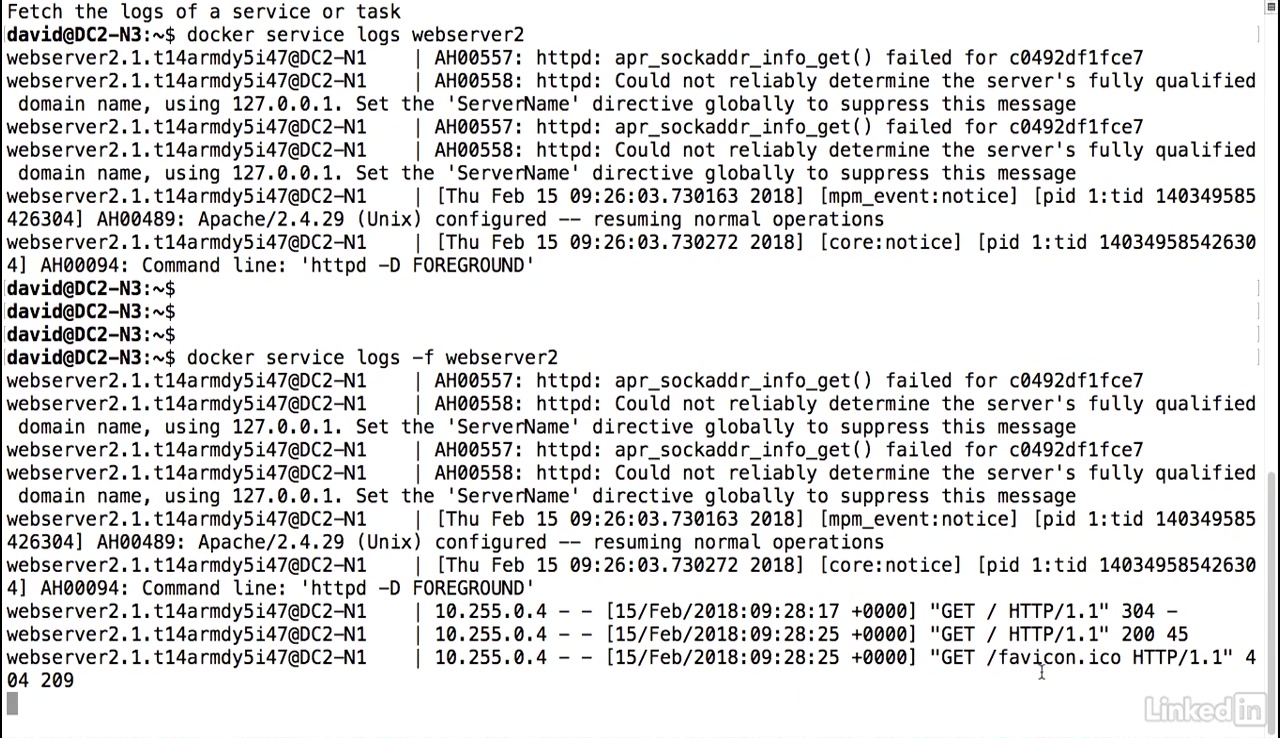 Fetch the logs of a service or task
david@DC2-N3:~$ docker service logs webserver2
webserver2.1.t14armdy5i47@DC2-N1    | AH00557: httpd: apr_sockaddr_info_get() failed for c0492df1fce7
webserver2.1.t14armdy5i47@DC2-N1    | AH00558: httpd: Could not reliably determine the server's fully qualified
 domain name, using 127.0.0.1. Set the 'ServerName' directive globally to suppress this message
webserver2.1.t14armdy5i47@DC2-N1    | AH00557: httpd: apr_sockaddr_info_get() failed for c0492df1fce7
webserver2.1.t14armdy5i47@DC2-N1    | AH00558: httpd: Could not reliably determine the server's fully qualified
 domain name, using 127.0.0.1. Set the 'ServerName' directive globally to suppress this message
webserver2.1.t14armdy5i47@DC2-N1    | [Thu Feb 15 09:26:03.730163 2018] [mpm_event:notice] [pid 1:tid 140349585
426304] AH00489: Apache/2.4.29 (Unix) configured -- resuming normal operations
webserver2.1.t14armdy5i47@DC2-N1    | [Thu Feb 15 09:26:03.730272 2018] [core:notice] [pid 1:tid 14034958542630
4] AH00094: Command line: 'httpd -D FOREGROUND'
david@DC2-N3:~$
david@DC2-N3:~$
david@DC2-N3:~$
david@DC2-N3:~$ docker service logs -f webserver2
webserver2.1.t14armdy5i47@DC2-N1    | AH00557: httpd: apr_sockaddr_info_get() failed for c0492df1fce7
webserver2.1.t14armdy5i47@DC2-N1    | AH00558: httpd: Could not reliably determine the server's fully qualified
 domain name, using 127.0.0.1. Set the 'ServerName' directive globally to suppress this message
webserver2.1.t14armdy5i47@DC2-N1    | AH00557: httpd: apr_sockaddr_info_get() failed for c0492df1fce7
webserver2.1.t14armdy5i47@DC2-N1    | AH00558: httpd: Could not reliably determine the server's fully qualified
 domain name, using 127.0.0.1. Set the 'ServerName' directive globally to suppress this message
webserver2.1.t14armdy5i47@DC2-N1    | [Thu Feb 15 09:26:03.730163 2018] [mpm_event:notice] [pid 1:tid 140349585
426304] AH00489: Apache/2.4.29 (Unix) configured -- resuming normal operations
webserver2.1.t14armdy5i47@DC2-N1    | [Thu Feb 15 09:26:03.730272 2018] [core:notice] [pid 1:tid 14034958542630
4] AH00094: Command line: 'httpd -D FOREGROUND'
webserver2.1.t14armdy5i47@DC2-N1    | 10.255.0.4 - - [15/Feb/2018:09:28:17 +0000] "GET / HTTP/1.1" 304 -
webserver2.1.t14armdy5i47@DC2-N1    | 10.255.0.4 - - [15/Feb/2018:09:28:25 +0000] "GET / HTTP/1.1" 200 45
webserver2.1.t14armdy5i47@DC2-N1    | 10.255.0.4 - - [15/Feb/2018:09:28:25 +0000] "GET /favicon.ico HTTP/1.1" 4
04 209
Linked in